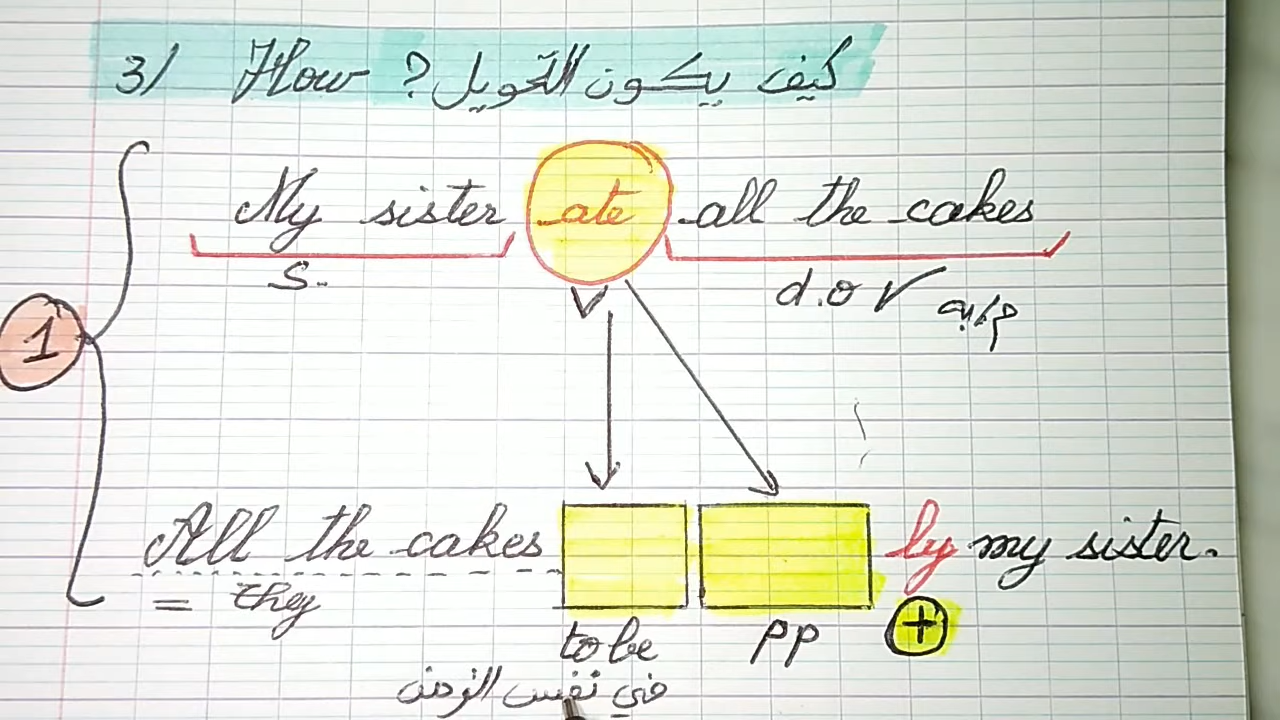 3) How ? كيف يكون التحويل
My sister ate all the cakes
S. V d.o م به
1
All the cakes by my sister.
= they to be pp +
في نفس الزمن